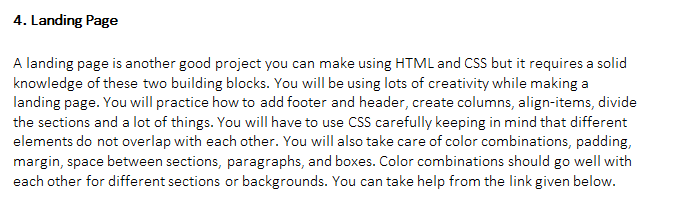 4. Landing Page
A landing page is another good project you can make using HTML and CSS but it requires a solid
knowledge of these two building blocks. You will be using lots of creativity while making a
landing page. You will practice how to add footer and header, create columns, align-items, divide
the sections and a lot of things. You will have to use CSS carefully keeping in mind that different
elements do not overlap with each other. You will also take care of color combinations, padding,
margin, space between sections, paragraphs, and boxes. Color combinations should go well with
each other for different sections or backgrounds. You can take help from the link given below.